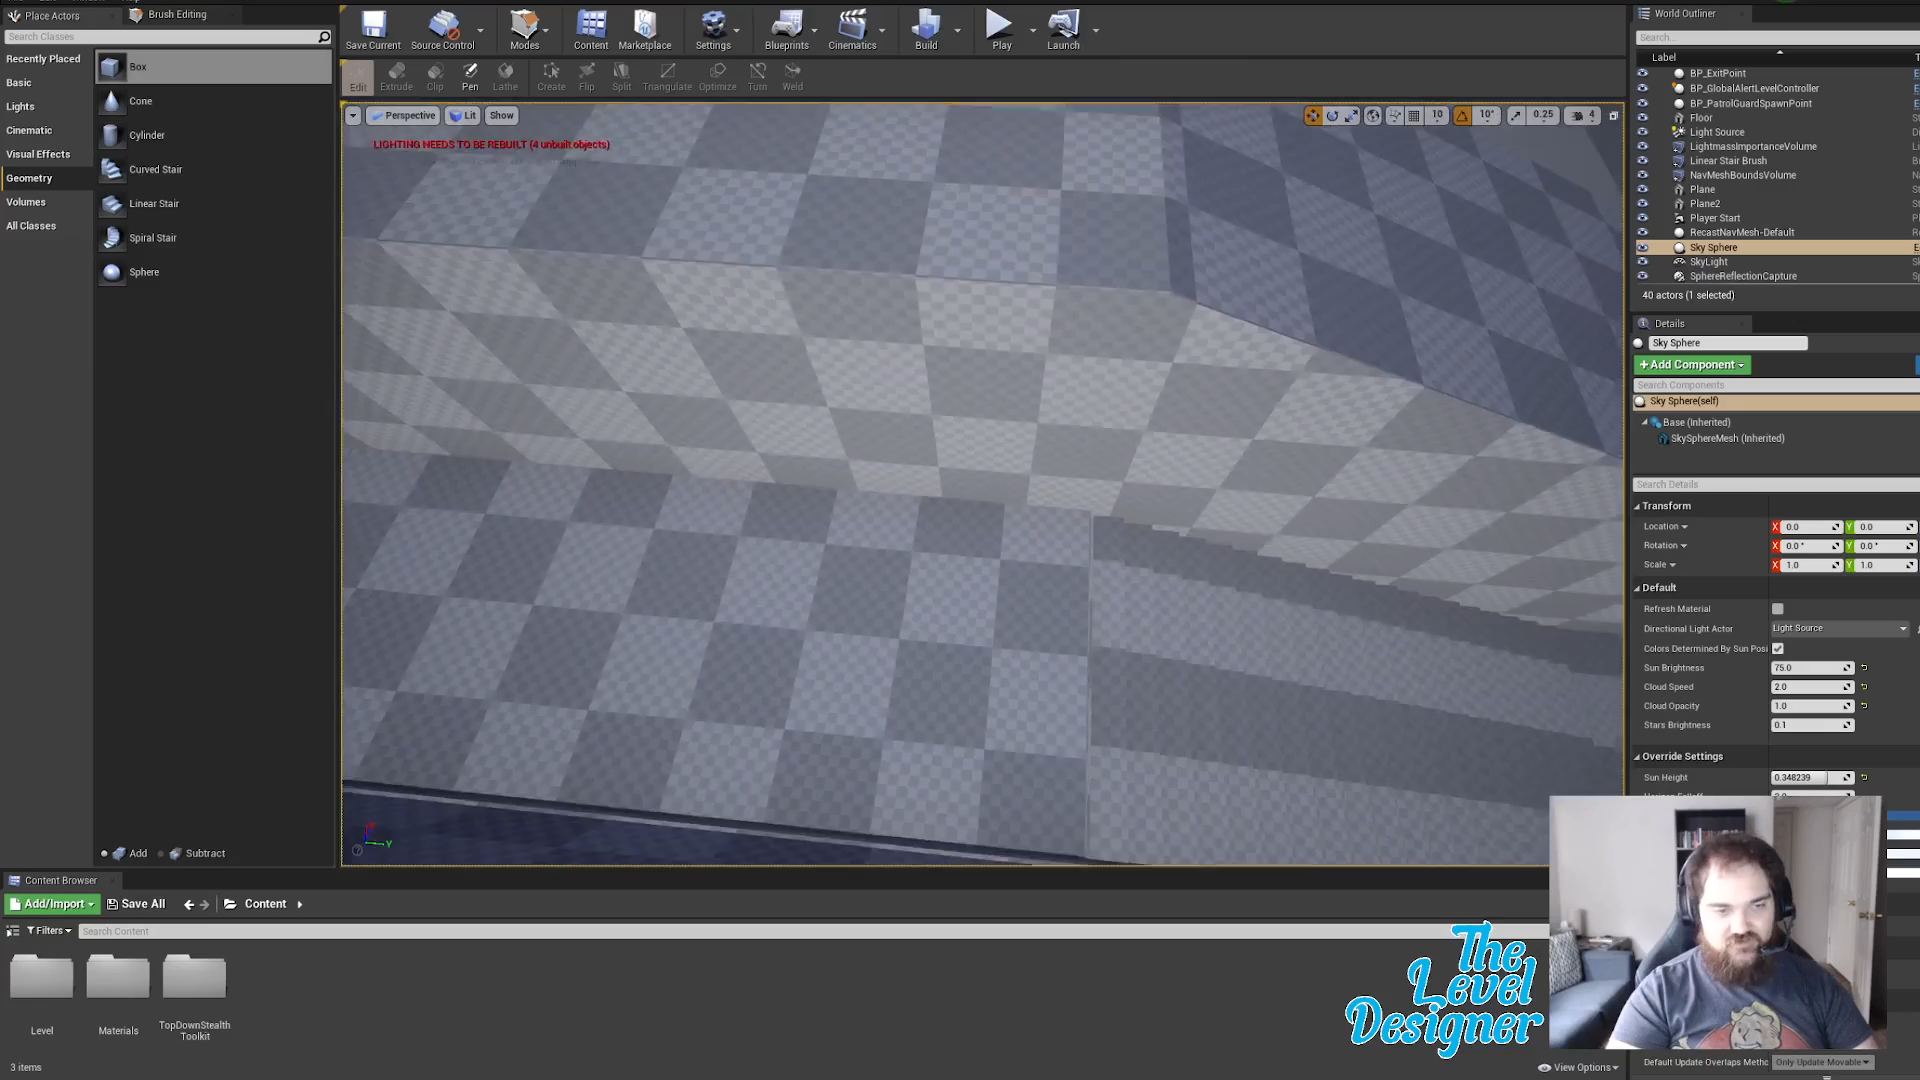 Place Actors
Brush Editing
Search Classes
Recently Placed
Basic
Lights
Cinematic
Visual Effects
Geometry
Volumes
All Classes
Box
Cone
Cylinder
Curved Stair
Linear Stair
Spiral Stair
Sphere
Add
Subtract
Save Current
Source Control
Modes
Content
Marketplace
Settings
Blueprints
Cinematics
Build
Play
Launch
Edit
Extrude
Clip
Pen
Lathe
Create
Flip
Split
Triangulate
Optimize
Turn
Weld
Perspective
Lit
Show
10
10°
0.25
4
LIGHTING NEEDS TO BE REBUILT (4 unbuilt objects)
Y
World Outliner
Search...
Label
BP_ExitPoint
BP_GlobalAlertLevelController
BP_PatrolGuardSpawnPoint
Floor
Light Source
LightmassImportanceVolume
Linear Stair Brush
NavMeshBoundsVolume
Plane
Plane2
Player Start
RecastNavMesh-Default
Sky Sphere
SkyLight
SphereReflectionCapture
40 actors (1 selected)
Details
Sky Sphere
+Add Component
Search Components
Sky Sphere(self)
Base (Inherited)
SkySphereMesh (Inherited)
Search Details
Transform
Location X 0.0 Y 0.0
Rotation X 0.0 ° Y 0.0 °
Scale X 1.0 Y 1.0
Default
Refresh Material
Directional Light Actor Light Source
Colors Determined By Sun Posi
Sun Brightness 75.0
Cloud Speed 2.0
Cloud Opacity 1.0
Stars Brightness 0.1
Override Settings
Sun Height 0.348239
Default Update Overlaps Metho Only Update Movable
Content Browser
Add/Import
Save All
Content
Filters
Search Content
Level
Materials
TopDownStealth
Toolkit
3 items
View Options
The
Level
Designer